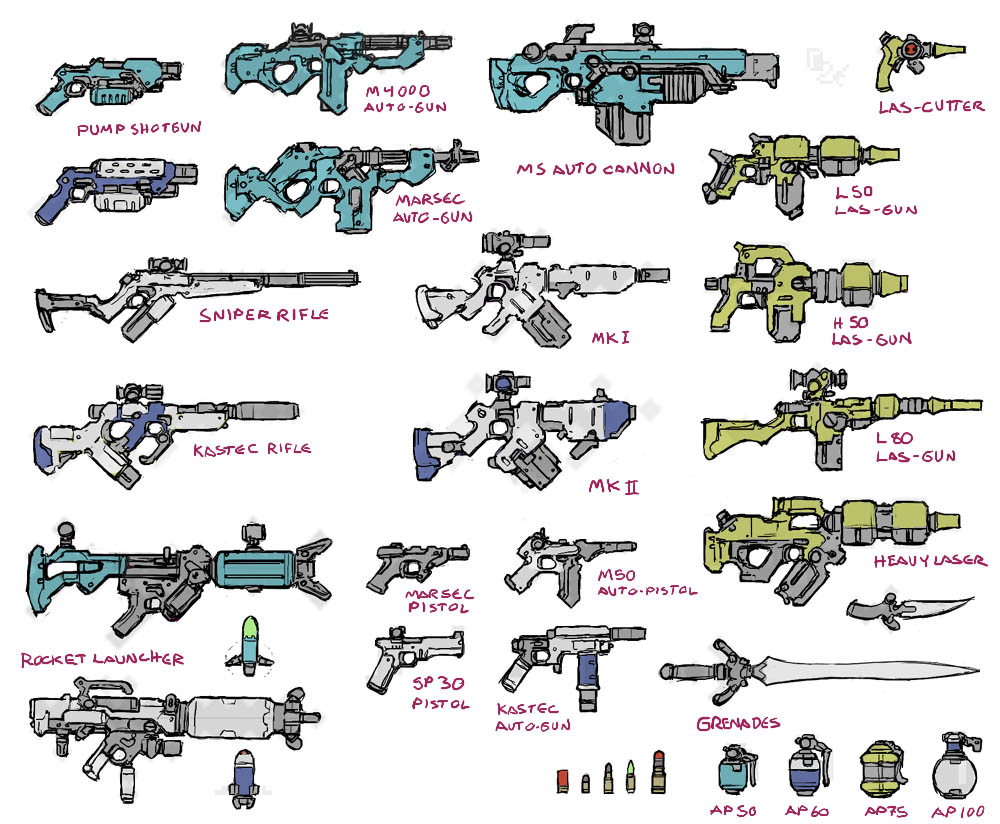 PUMP SHOTGUN
M4000
AUTO-GUN
MS AUTO CANNON
LAS-CUTTER
MARSEC
AUTO-GUN
L50
LAS-GUN
SNIPER RIFLE
MK I
H50
LAS-GUN
KASTEC RIFLE
MK II
L80
LAS-GUN
ROCKET LAUNCHER
MARSEC
PISTOL
M50
AUTO-PISTOL
HEAVY LASER
SP30
PISTOL
KASTEC
AUTO-GUN
GRENADES
AP50
AP60
AP75
AP100